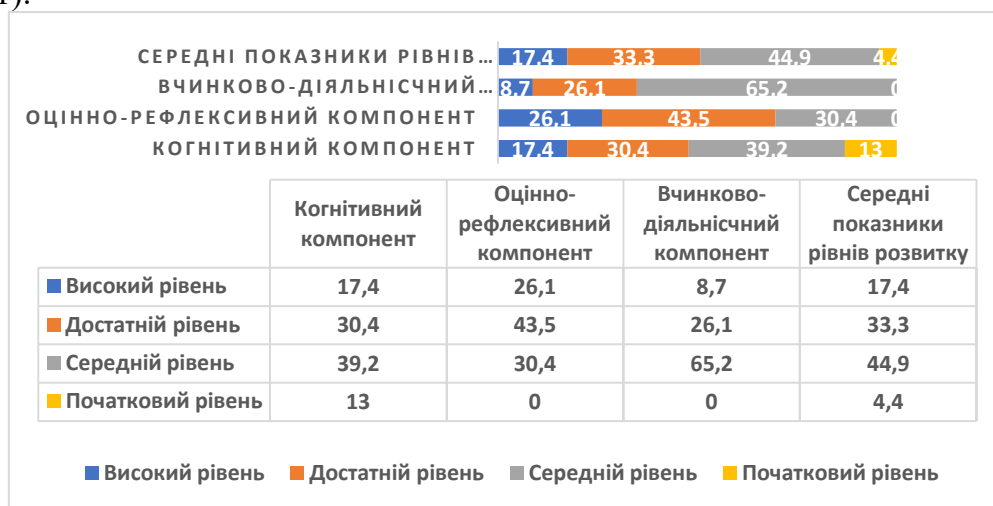 СЕРЕДНІ ПОКАЗНИКИ РІВНІВ… 17,4 33,3 44,9 4,4
ВЧИНКОВО-ДІЯЛЬНІСЧНИЙ… 8,7 26,1 65,2 0
ОЦІННО-РЕФЛЕКСИВНИЙ КОМПОНЕНТ 26,1 43,5 30,4 0
КОГНІТИВНИЙ КОМПОНЕНТ 17,4 30,4 39,2 13
Когнітивний компонент Оцінно-рефлексивний компонент Вчинково-діяльнісчний компонент Середні показники рівнів розвитку
Високий рівень 17,4 26,1 8,7 17,4
Достатній рівень 30,4 43,5 26,1 33,3
Середній рівень 39,2 30,4 65,2 44,9
Початковий рівень 13 0 0 4,4
Високий рівень Достатній рівень Середній рівень Початковий рівень